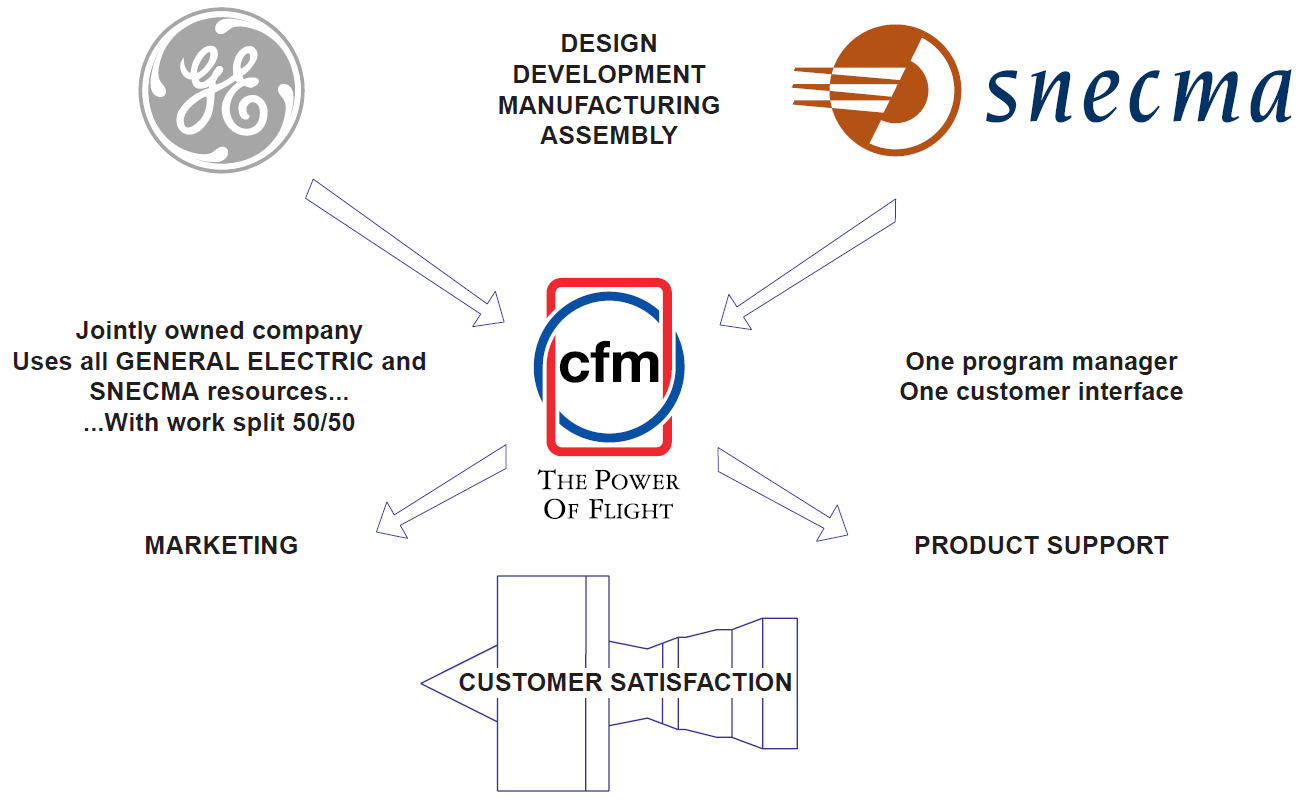 GE
DESIGN
DEVELOPMENT
MANUFACTURING
ASSEMBLY
snecma
Jointly owned company
Uses all GENERAL ELECTRIC and
SNECMA resources...
...With work split 50/50
cfm
THE POWER
OF FLIGHT
One program manager
One customer interface
MARKETING
PRODUCT SUPPORT
CUSTOMER SATISFACTION